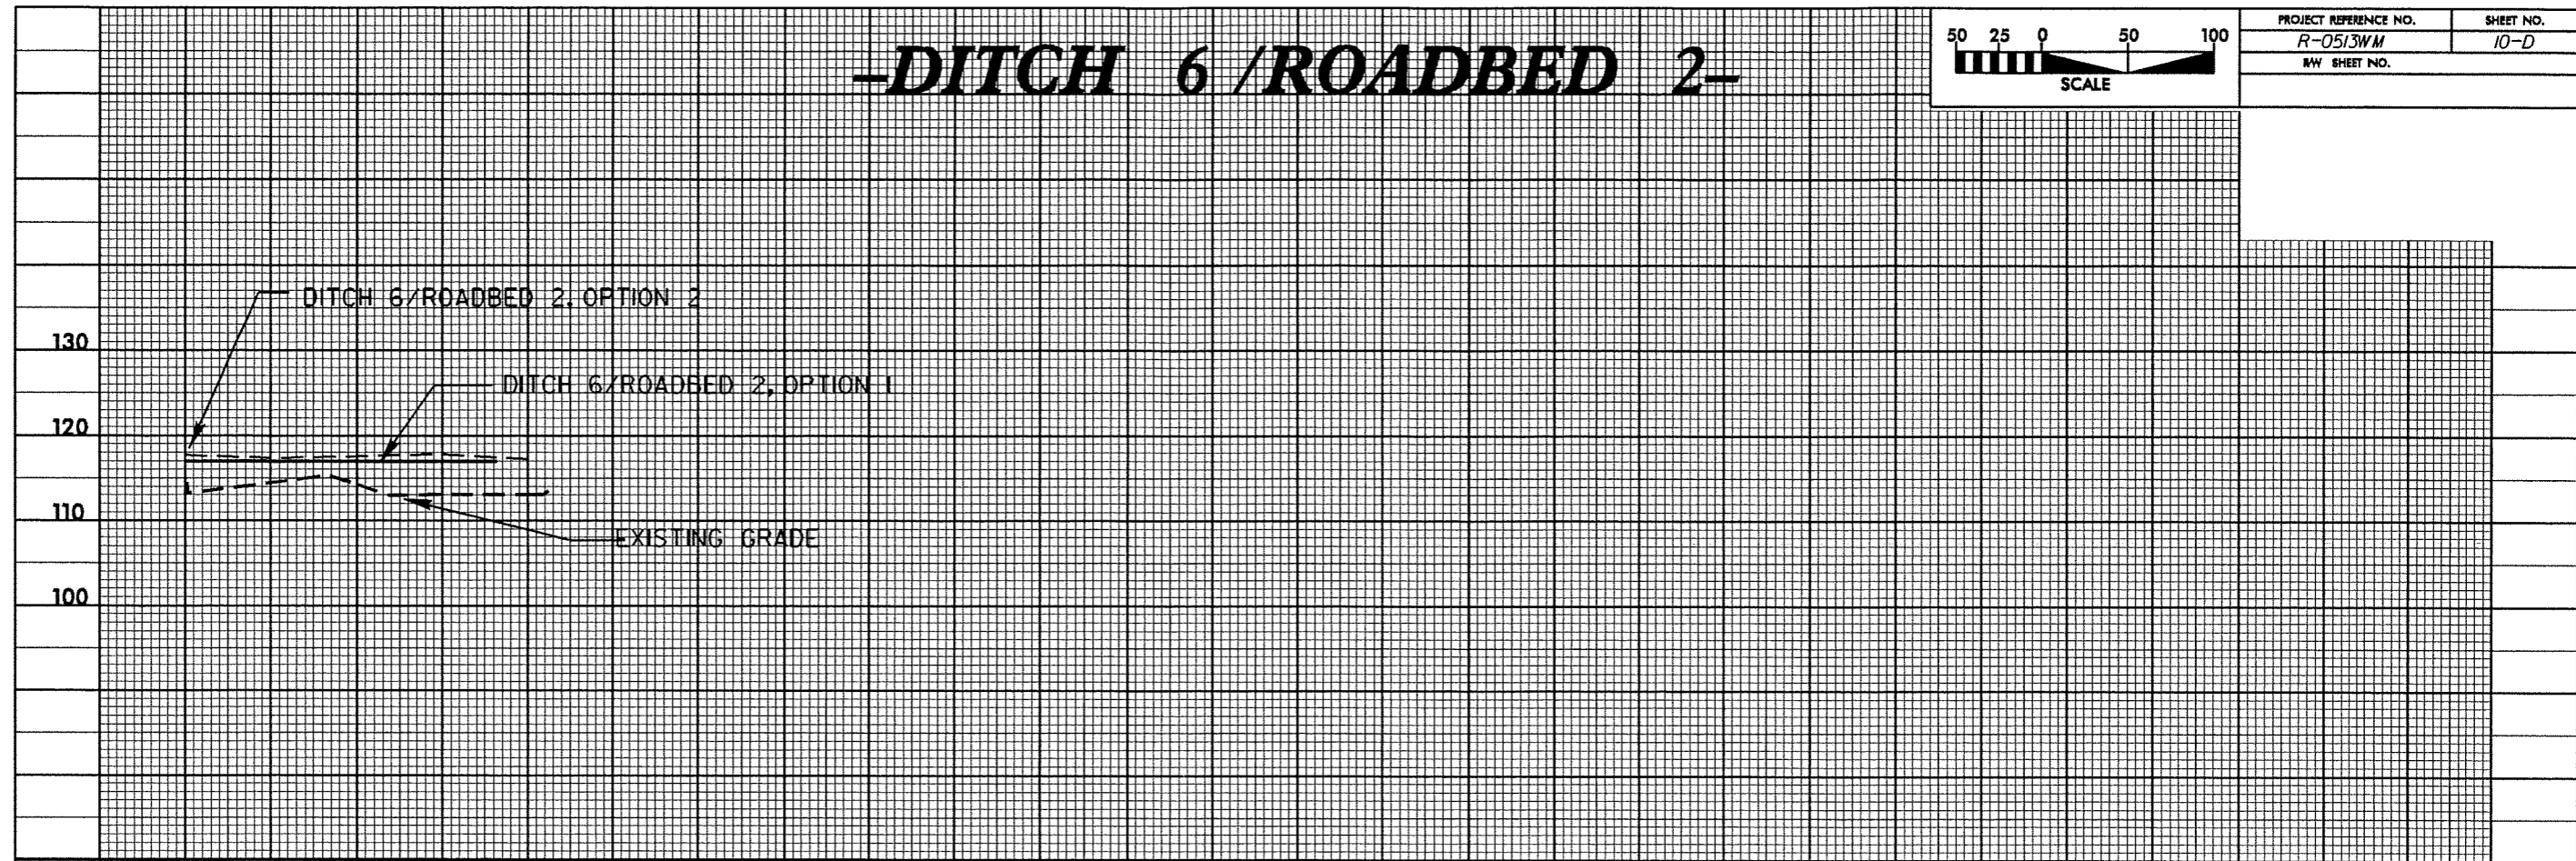 -DITCH 6 /ROADBED 2-
50 25 0 50 100
SCALE
PROJECT REFERENCE NO.
SHEET NO.
R-0513WM
10-D
R/W SHEET NO.
DITCH 6/ROADBED 2, OPTION 2
130
DITCH 6/ROADBED 2, OPTION 1
120
110
EXISTING GRADE
100